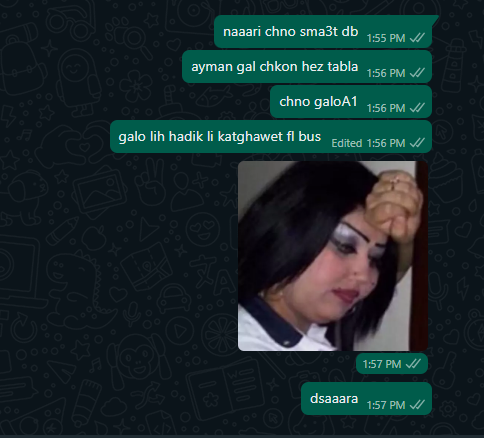 naaari chno sma3t db 1:55 PM
ayman gal chkon hez tabla 1:56 PM
chno galoA1 1:56 PM
galo lih hadik li katghawet fl bus Edited 1:56 PM
1:57 PM
dsaaara 1:57 PM